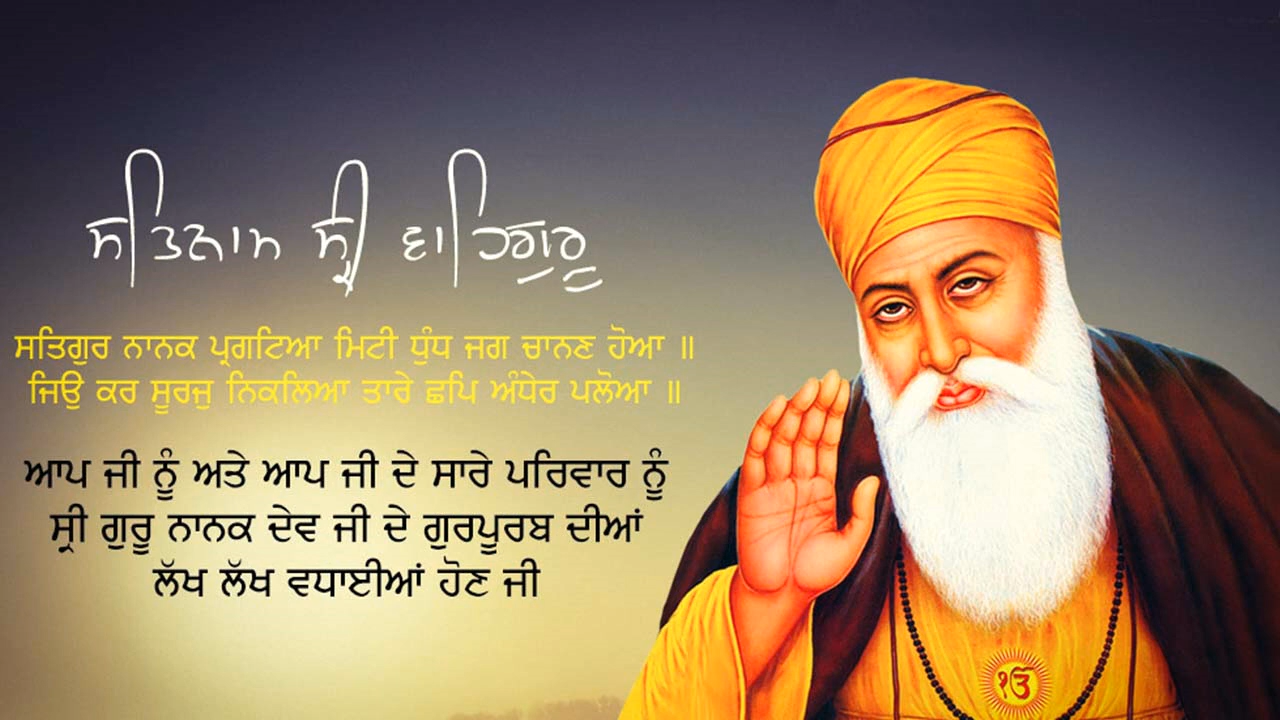 ਸਤਿਨਾਮ ਸ੍ਰੀ ਵਾਹਿਗੁਰੂ
ਸਤਿਗੁਰ ਨਾਨਕ ਪ੍ਰਗਟਿਆ ਮਿਟੀ ਧੁੰਧ ਜਗ ਚਾਨਣ ਹੋਆ ॥
ਜਿਉ ਕਰ ਸੂਰਜੁ ਨਿਕਲਿਆ ਤਾਰੇ ਛਪਿ ਅੰਧੇਰ ਪਲੋਆ ॥
ਆਪ ਜੀ ਨੂੰ ਅਤੇ ਆਪ ਜੀ ਦੇ ਸਾਰੇ ਪਰਿਵਾਰ ਨੂੰ
ਸ੍ਰੀ ਗੁਰੂ ਨਾਨਕ ਦੇਵ ਜੀ ਦੇ ਗੁਰਪੂਰਬ ਦੀਆਂ
ਲੱਖ ਲੱਖ ਵਧਾਈਆਂ ਹੋਣ ਜੀ
ੴ